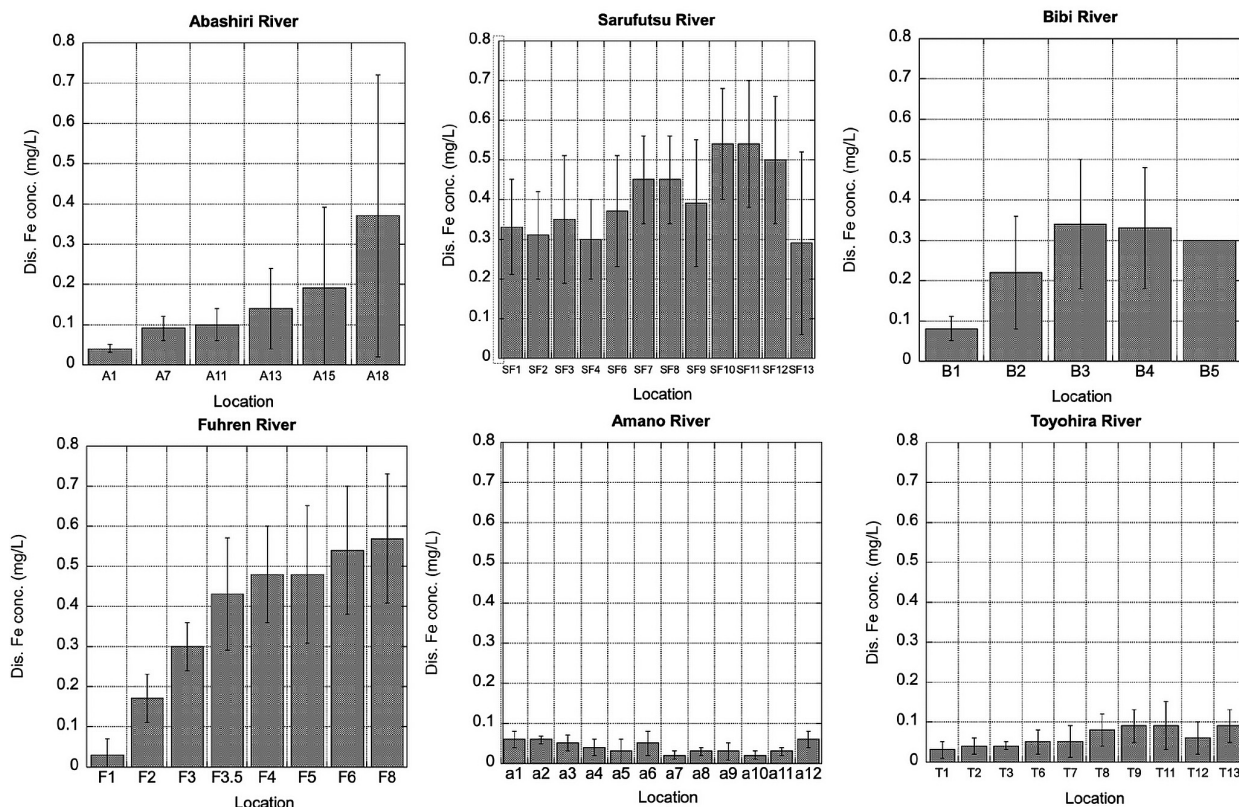 Abashiri River
Dis. Fe conc. (mg/L)
0.8
0.7
0.6
0.5
0.4
0.3
0.2
0.1
0
A1 A7 A11 A13 A15 A18
Location
Sarufutsu River
Dis. Fe conc. (mg/L)
0.8
0.7
0.6
0.5
0.4
0.3
0.2
0.1
0
SF1 SF2 SF3 SF4 SF6 SF7 SF8 SF9 SF10 SF11 SF12 SF13
Location
Bibi River
Dis. Fe conc. (mg/L)
0.8
0.7
0.6
0.5
0.4
0.3
0.2
0.1
0
B1 B2 B3 B4 B5
Location
Fuhren River
Dis. Fe conc. (mg/L)
0.8
0.7
0.6
0.5
0.4
0.3
0.2
0.1
0
F1 F2 F3 F3.5 F4 F5 F6 F8
Location
Amano River
Dis. Fe conc. (mg/L)
0.8
0.7
0.6
0.5
0.4
0.3
0.2
0.1
0
a1 a2 a3 a4 a5 a6 a7 a8 a9 a10 a11 a12
Location
Toyohira River
Dis. Fe conc. (mg/L)
0.8
0.7
0.6
0.5
0.4
0.3
0.2
0.1
0
T1 T2 T3 T6 T7 T8 T9 T11 T12 T13
Location